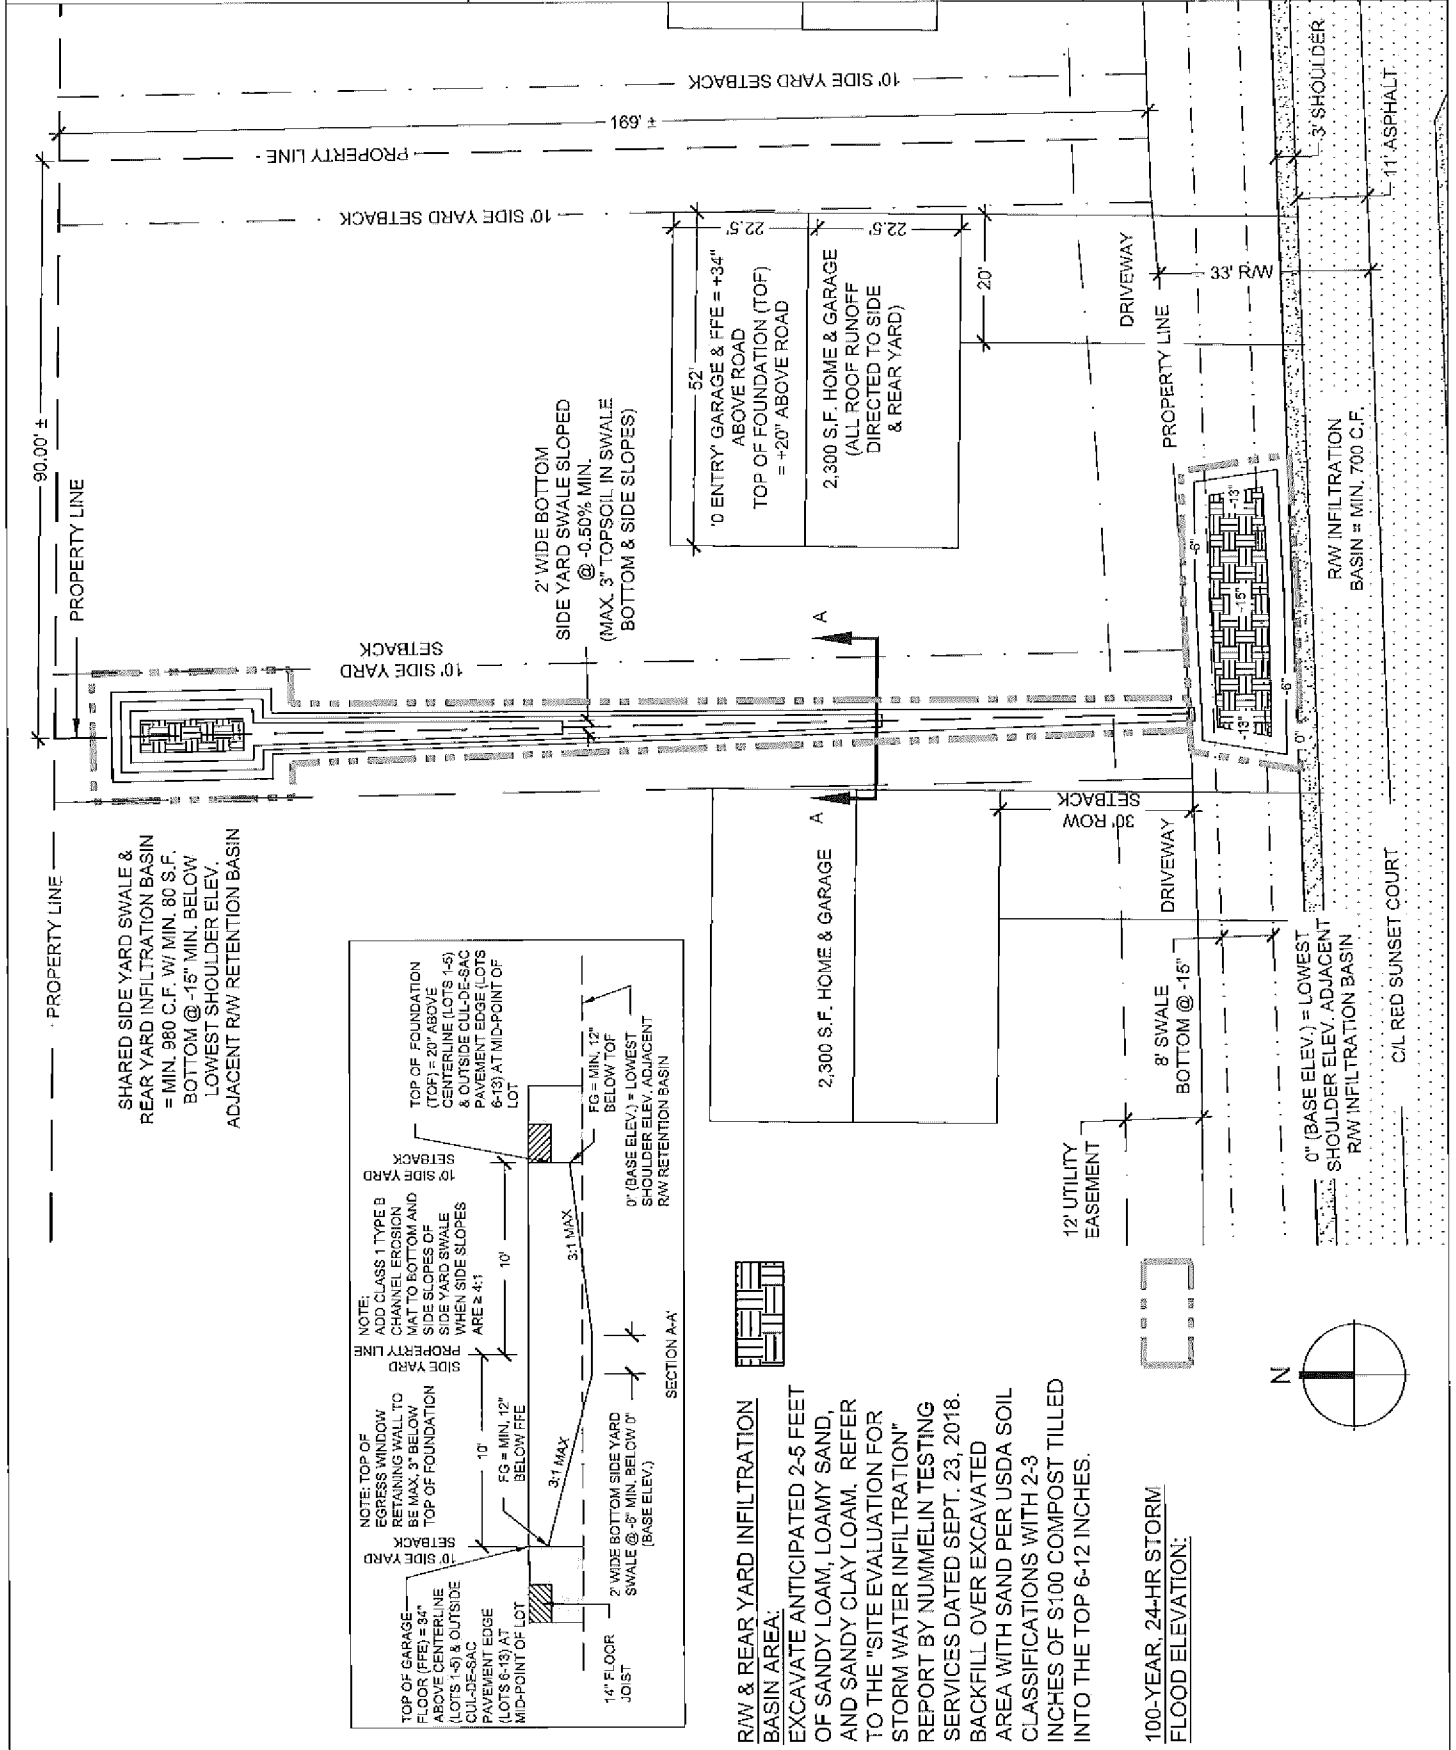 90.00' ±
PROPERTY LINE
PROPERTY LINE
SHARED SIDE YARD SWALE &
REAR YARD INFILTRATION BASIN
= MIN. 980 C.F. W/ MIN. 80 S.F.
BOTTOM @ -15" MIN. BELOW
LOWEST SHOULDER ELEV.
ADJACENT R/W RETENTION BASIN
10' SIDE YARD
SETBACK
10' SIDE YARD SETBACK
PROPERTY LINE
169' ±
10' SIDE YARD SETBACK
2' WIDE BOTTOM
SIDE YARD SWALE SLOPED
@ -0.50% MIN.
(MAX. 3" TOPSOIL IN SWALE
BOTTOM & SIDE SLOPES)
52'
22.5'
22.5'
'0 ENTRY' GARAGE & FFE = +34"
ABOVE ROAD
TOP OF FOUNDATION (TOF)
= +20" ABOVE ROAD
2,300 S.F. HOME & GARAGE
(ALL ROOF RUNOFF
DIRECTED TO SIDE
& REAR YARD)
20'
A
A
2,300 S.F. HOME & GARAGE
30' ROW
SETBACK
DRIVEWAY
DRIVEWAY
PROPERTY LINE
33' R/W
3' SHOULDER
11' ASPHALT
-6"
-13"
-15"
-13"
-6"
0"
R/W INFILTRATION
BASIN = MIN. 700 C.F.
12' UTILITY
EASEMENT
8' SWALE
BOTTOM @ -15"
0" (BASE ELEV.) = LOWEST
SHOULDER ELEV. ADJACENT
R/W INFILTRATION BASIN
C/L RED SUNSET COURT
TOP OF GARAGE
FLOOR (FFE) = 34"
ABOVE CENTERLINE
(LOTS 1-5) & OUTSIDE
CUL-DE-SAC
PAVEMENT EDGE
(LOTS 6-13) AT
MID-POINT OF LOT
10' SIDE YARD
SETBACK
NOTE: TOP OF
EGRESS WINDOW
RETAINING WALL TO
BE MAX. 3" BELOW
TOP OF FOUNDATION
SIDE YARD
PROPERTY LINE
NOTE:
ADD CLASS 1 TYPE B
CHANNEL EROSION
MAT TO BOTTOM AND
SIDE SLOPES OF
SIDE YARD SWALE
WHEN SIDE SLOPES
ARE ≥ 4:1
10' SIDE YARD
SETBACK
TOP OF FOUNDATION
(TOF) = 20" ABOVE
CENTERLINE (LOTS 1-5)
& OUTSIDE CUL-DE-SAC
PAVEMENT EDGE (LOTS
6-13) AT MID-POINT OF
LOT
10'
10'
FG = MIN. 12"
BELOW FFE
3:1 MAX
3:1 MAX
FG = MIN. 12"
BELOW TOF
14" FLOOR
JOIST
2' WIDE BOTTOM SIDE YARD
SWALE @ -6" MIN. BELOW 0"
(BASE ELEV.)
0" (BASE ELEV.) = LOWEST
SHOULDER ELEV. ADJACENT
R/W RETENTION BASIN
SECTION A-A'
R/W & REAR YARD INFILTRATION
BASIN AREA:
EXCAVATE ANTICIPATED 2-5 FEET
OF SANDY LOAM, LOAMY SAND,
AND SANDY CLAY LOAM. REFER
TO THE "SITE EVALUATION FOR
STORM WATER INFILTRATION"
REPORT BY NUMMELIN TESTING
SERVICES DATED SEPT. 23, 2018.
BACKFILL OVER EXCAVATED
AREA WITH SAND PER USDA SOIL
CLASSIFICATIONS WITH 2-3
INCHES OF S100 COMPOST TILLED
INTO THE TOP 6-12 INCHES.
100-YEAR, 24-HR STORM
FLOOD ELEVATION:
N